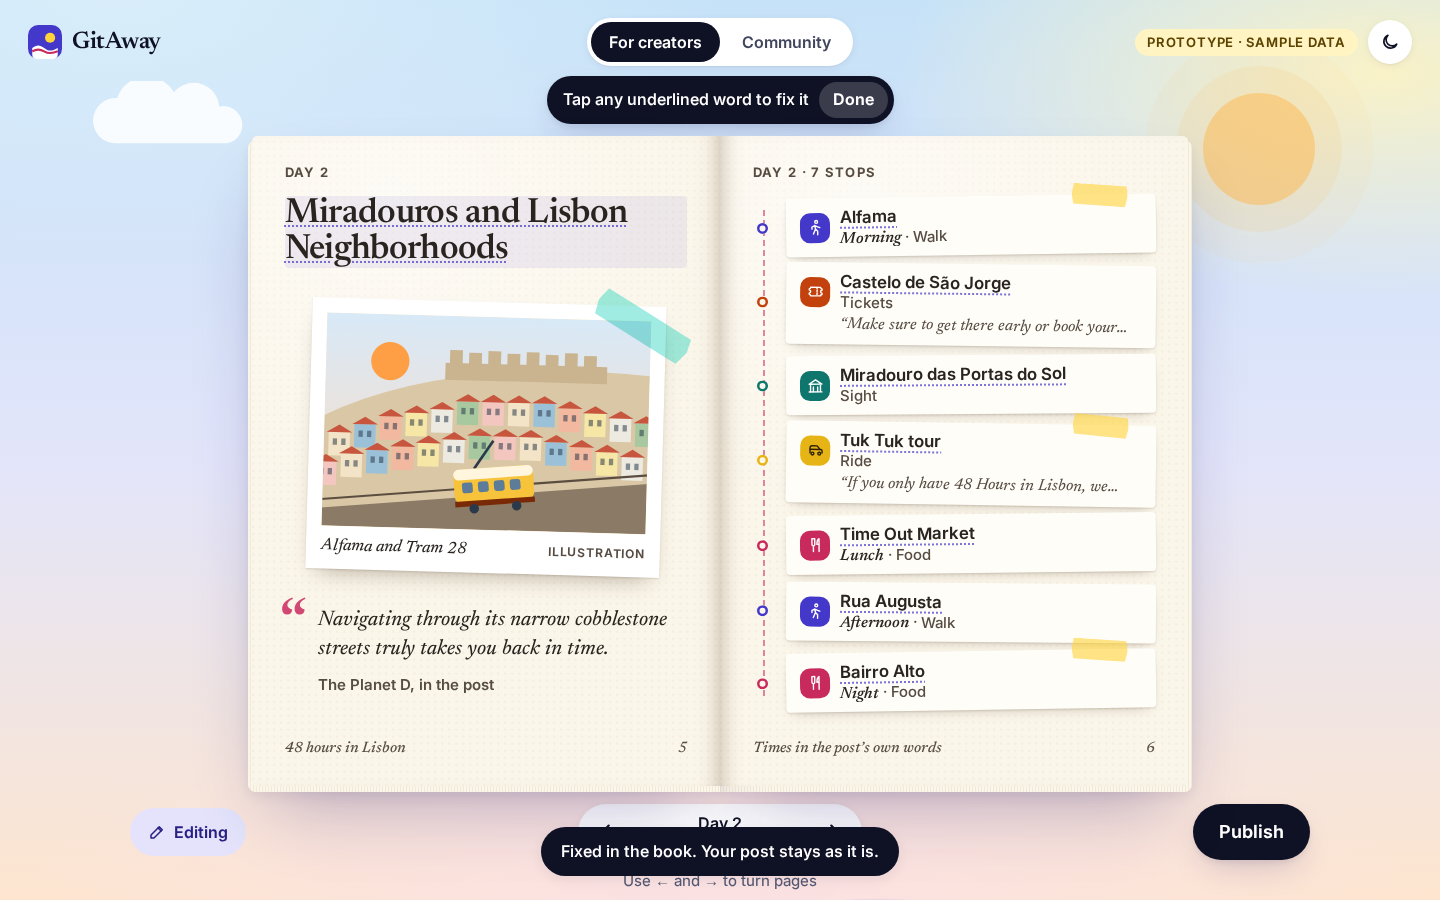 GitAway
For creators
Community
PROTOTYPE · SAMPLE DATA
Tap any underlined word to fix it
Done
DAY 2
Miradouros and Lisbon
Neighborhoods
Alfama and Tram 28
ILLUSTRATION
“
Navigating through its narrow cobblestone
streets truly takes you back in time.
The Planet D, in the post
48 hours in Lisbon
5
DAY 2 · 7 STOPS
Alfama
Morning · Walk
Castelo de São Jorge
Tickets
“Make sure to get there early or book your…
Miradouro das Portas do Sol
Sight
Tuk Tuk tour
Ride
“If you only have 48 Hours in Lisbon, we…
Time Out Market
Lunch · Food
Rua Augusta
Afternoon · Walk
Bairro Alto
Night · Food
Times in the post’s own words
6
Editing
Day 2
Fixed in the book. Your post stays as it is.
Use ← and → to turn pages
Publish